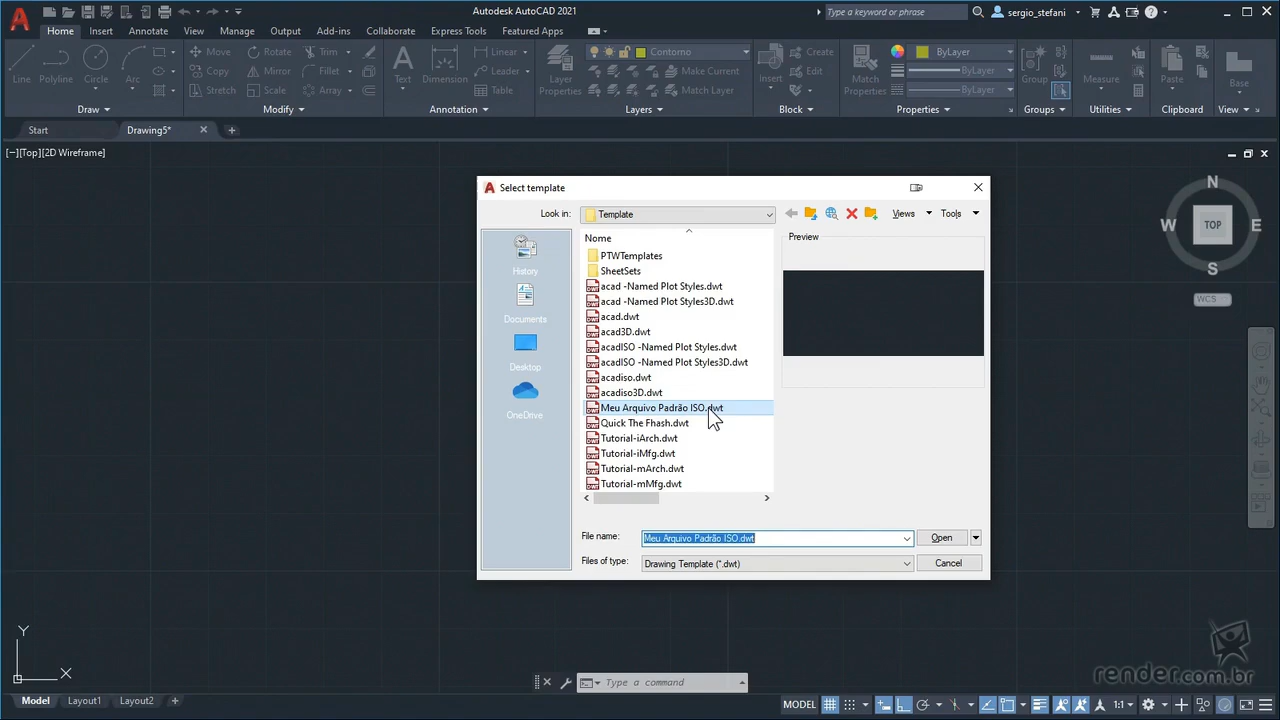 Autodesk AutoCAD 2021
Type a keyword or phrase
sergio_stefani
Home Insert Annotate View Manage Output Add-ins Collaborate Express Tools Featured Apps
Line Polyline Circle Arc
Move Rotate Trim
Copy Mirror Fillet
Stretch Scale Array
Text Dimension
Linear
Leader
Table
Layer Properties
Contorno
Make Current
Match Layer
Insert
Create
Edit
Match Properties
ByLayer
ByLayer
ByLayer
Group
Measure
Paste
Base
Draw Modify Annotation Layers Block Properties Groups Utilities Clipboard View
Start
Drawing5*
[−][Top][2D Wireframe]
N
W TOP E
S
WCS
Select template
Look in: Template
Views Tools
Nome
PTWTemplates
SheetSets
acad -Named Plot Styles.dwt
acad -Named Plot Styles3D.dwt
acad.dwt
acad3D.dwt
acadISO -Named Plot Styles.dwt
acadISO -Named Plot Styles3D.dwt
acadiso.dwt
acadiso3D.dwt
Meu Arquivo Padrão ISO.dwt
Quick The Fhash.dwt
Tutorial-iArch.dwt
Tutorial-iMfg.dwt
Tutorial-mArch.dwt
Tutorial-mMfg.dwt
History
Documents
Desktop
OneDrive
Preview
File name: Meu Arquivo Padrão ISO.dwt
Open
Files of type: Drawing Template (*.dwt)
Cancel
Y
X
Type a command
render.com.br
Model Layout1 Layout2
MODEL
1:1